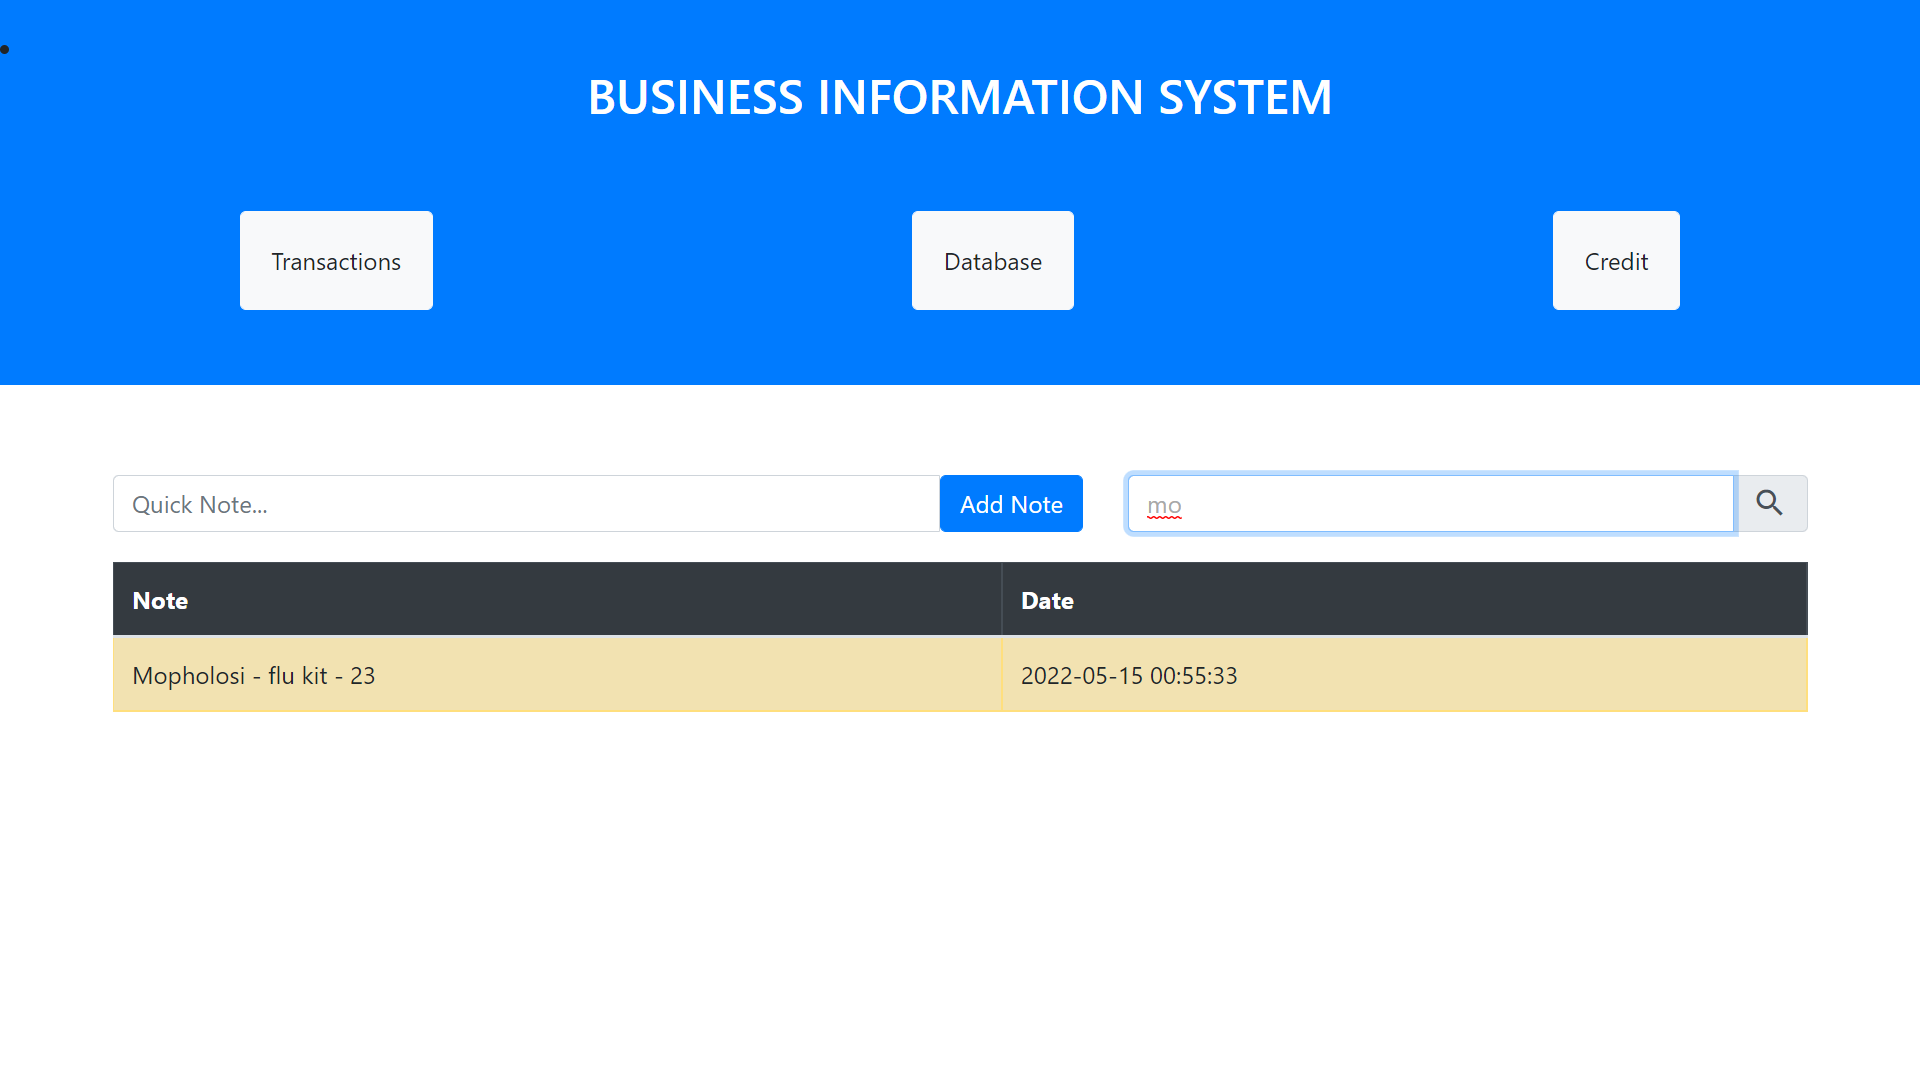 BUSINESS INFORMATION SYSTEM
Transactions
Database
Credit
Quick Note...
Add Note
mo
Note Date
Mopholosi - flu kit - 23 2022-05-15 00:55:33